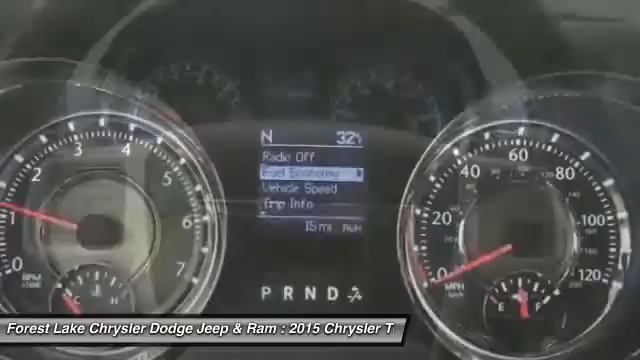 N 32
Radio Off
Fuel Economy
Vehicle Speed
Trip Info
15 mi
P R N D
0 1 2 3 4 5 6 7
RPM
C H
0 20 40 60 80 100 120
MPH
E F
Forest Lake Chrysler Dodge Jeep & Ram : 2015 Chrysler T